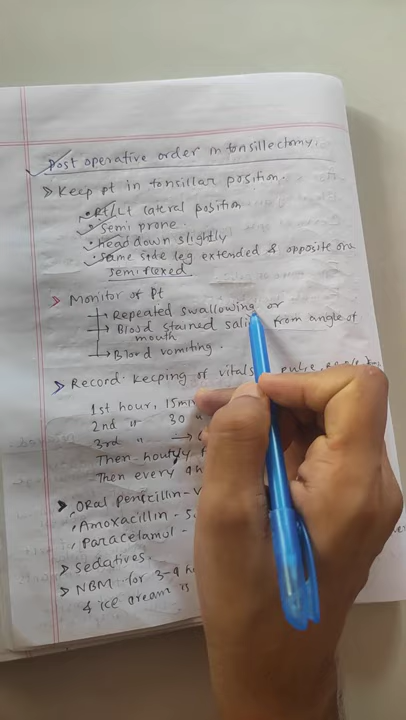 Post operative order in tonsillectomy.
> Keep pt in tonsillar position.
• Rt/Lt lateral position
• Semi prone.
• head down slightly
• same side leg extended & opposite one
semiflexed.
> Monitor of Pt
→ Repeated swallowing or
→ Blood stained from angle of
mouth
→ Blood vomiting.
> Record keeping of vitals pulse,
1st hour, 15min
2nd " 30 "
3rd " →
Then hourly
Then every
> Oral Penicillin -
, Amoxacillin -
, Paracetamol -
> Sedatives.
> NBM for 3-4 h
& ice cream is